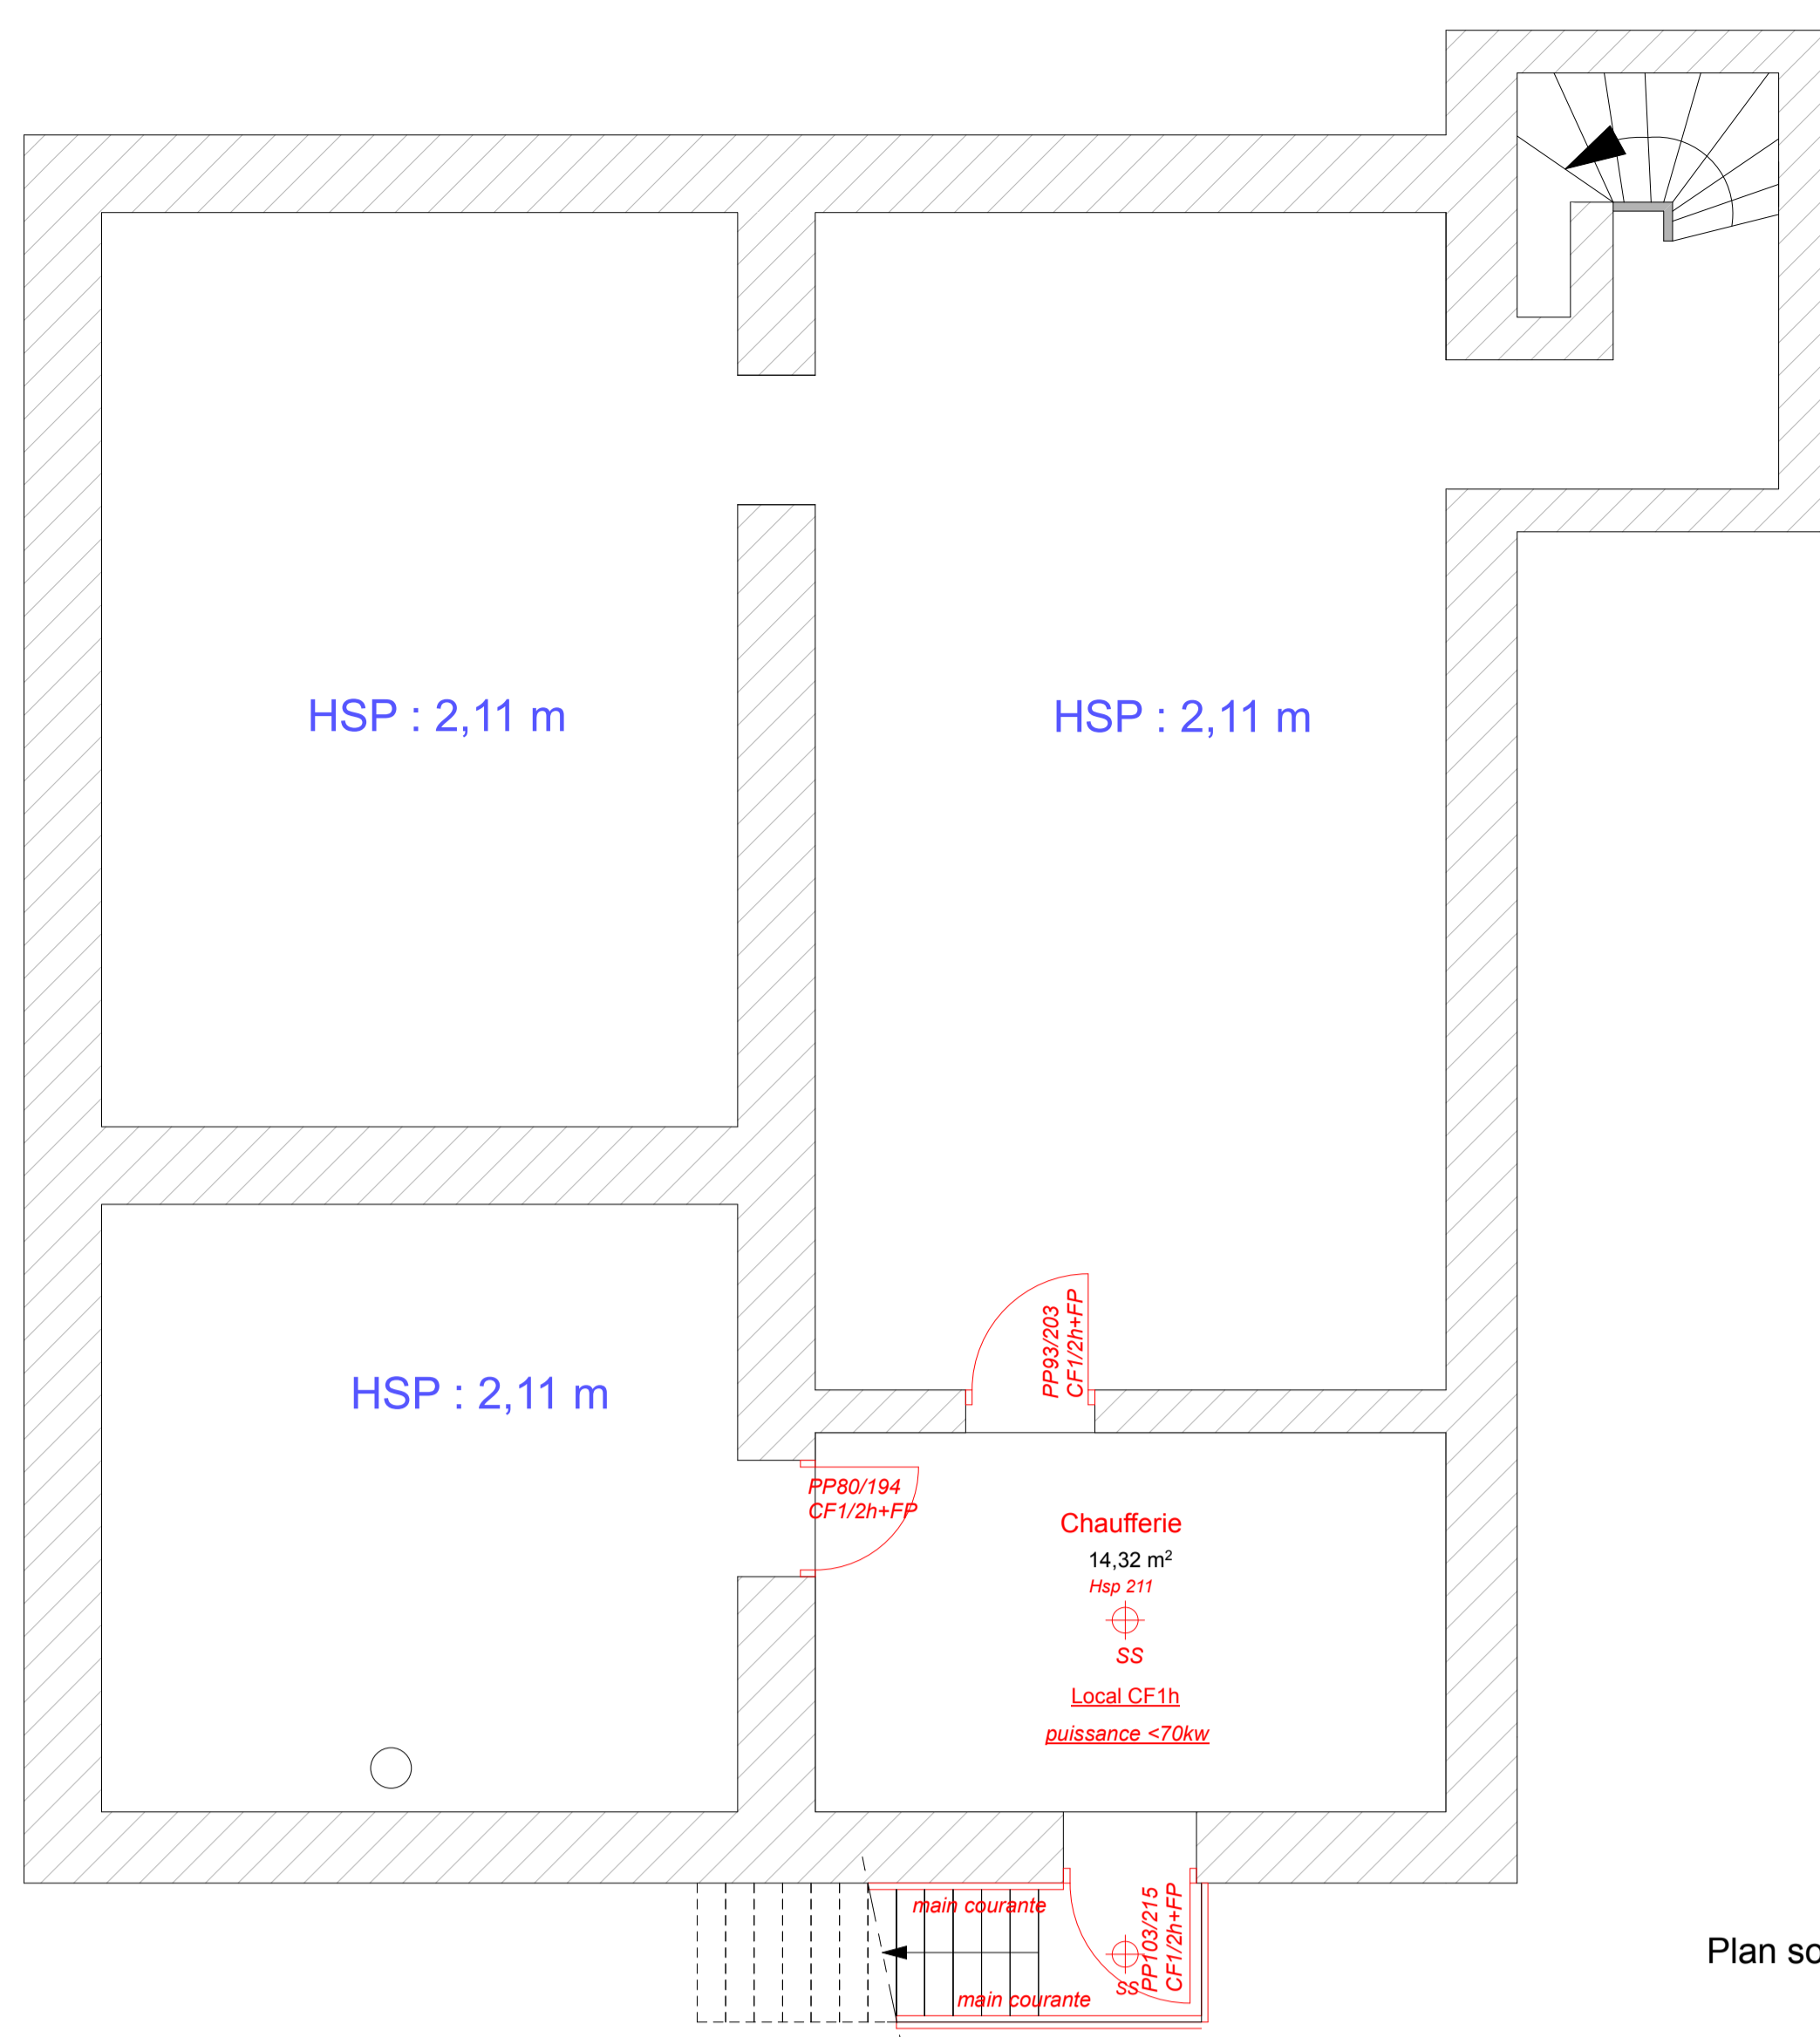 HSP : 2,11 m
HSP : 2,11 m
PP93/203
CF1/2h+FP
HSP : 2,11 m
PP80/194
CF1/2h+FP
Chaufferie
14,32 m²
Hsp 211
SS
Local CF1h
puissance <70kw
main courante
PP103/215
CF1/2h+FP
SS
main courante
Plan so